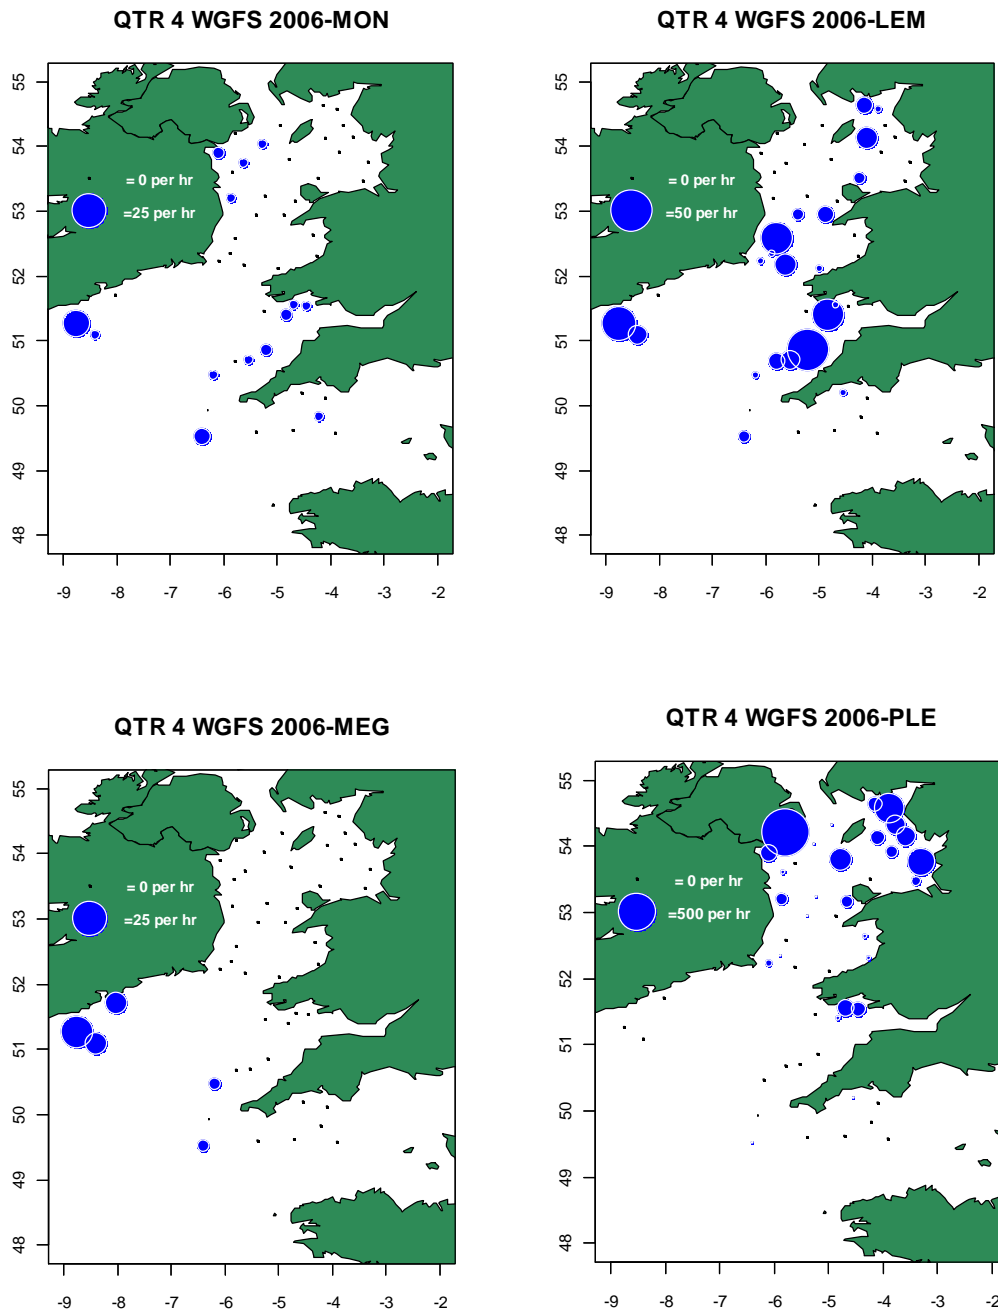 QTR 4 WGFS 2006-MON
QTR 4 WGFS 2006-LEM
55
54
53
52
51
50
49
48
= 0 per hr
=25 per hr
-9 -8 -7 -6 -5 -4 -3 -2
55
54
53
52
51
50
49
48
= 0 per hr
=50 per hr
-9 -8 -7 -6 -5 -4 -3 -2
QTR 4 WGFS 2006-MEG
QTR 4 WGFS 2006-PLE
55
54
53
52
51
50
49
48
= 0 per hr
=25 per hr
-9 -8 -7 -6 -5 -4 -3 -2
55
54
53
52
51
50
49
48
= 0 per hr
=500 per hr
-9 -8 -7 -6 -5 -4 -3 -2